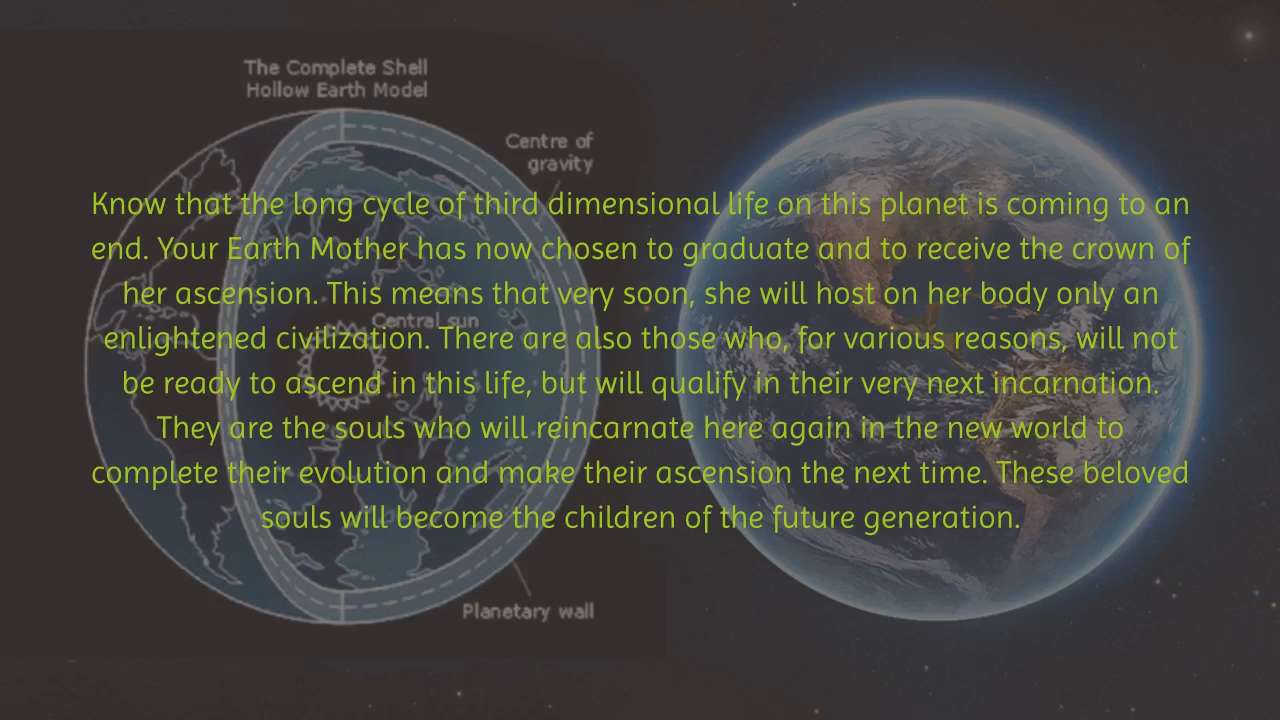 The Complete Shell
Hollow Earth Model
Centre of
gravity
Know that the long cycle of third dimensional life on this planet is coming to an
end. Your Earth Mother has now chosen to graduate and to receive the crown of
her ascension. This means that very soon, she will host on her body only an
Central sun
enlightened civilization. There are also those who, for various reasons, will not
be ready to ascend in this life, but will qualify in their very next incarnation.
They are the souls who will reincarnate here again in the new world to
complete their evolution and make their ascension the next time. These beloved
souls will become the children of the future generation.
Planetary wall